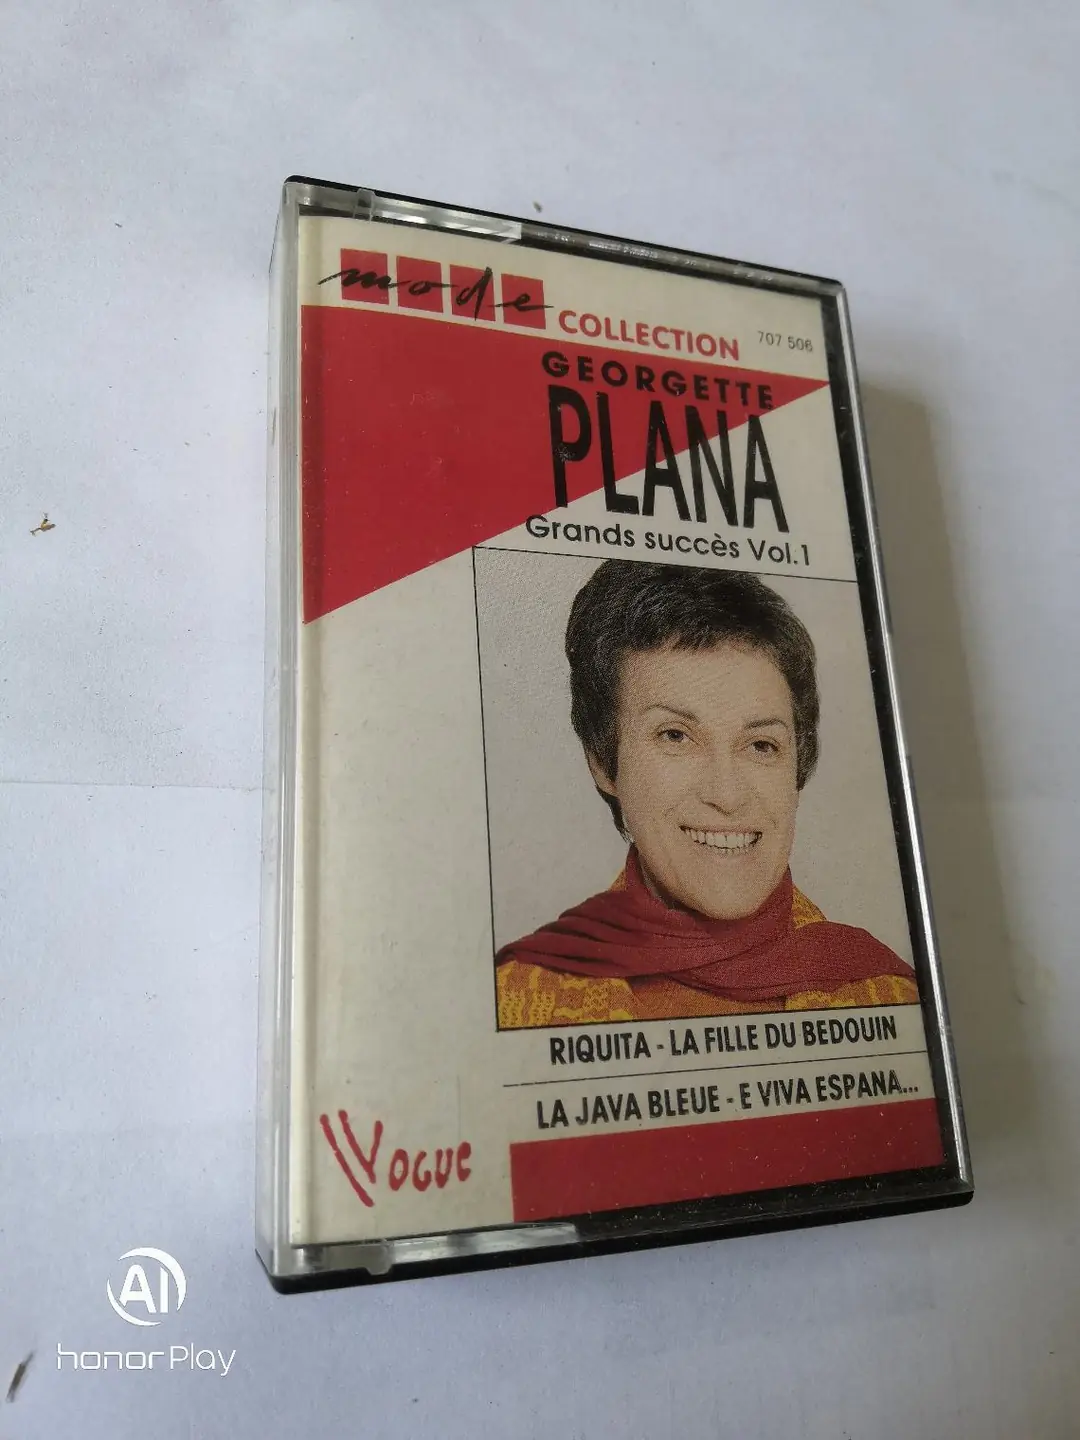 mode COLLECTION 707 506
GEORGETTE
PLANA
Grands succès Vol.1
RIQUITA - LA FILLE DU BEDOUIN
LA JAVA BLEUE - E VIVA ESPANA...
VOGUE
AI
honor Play